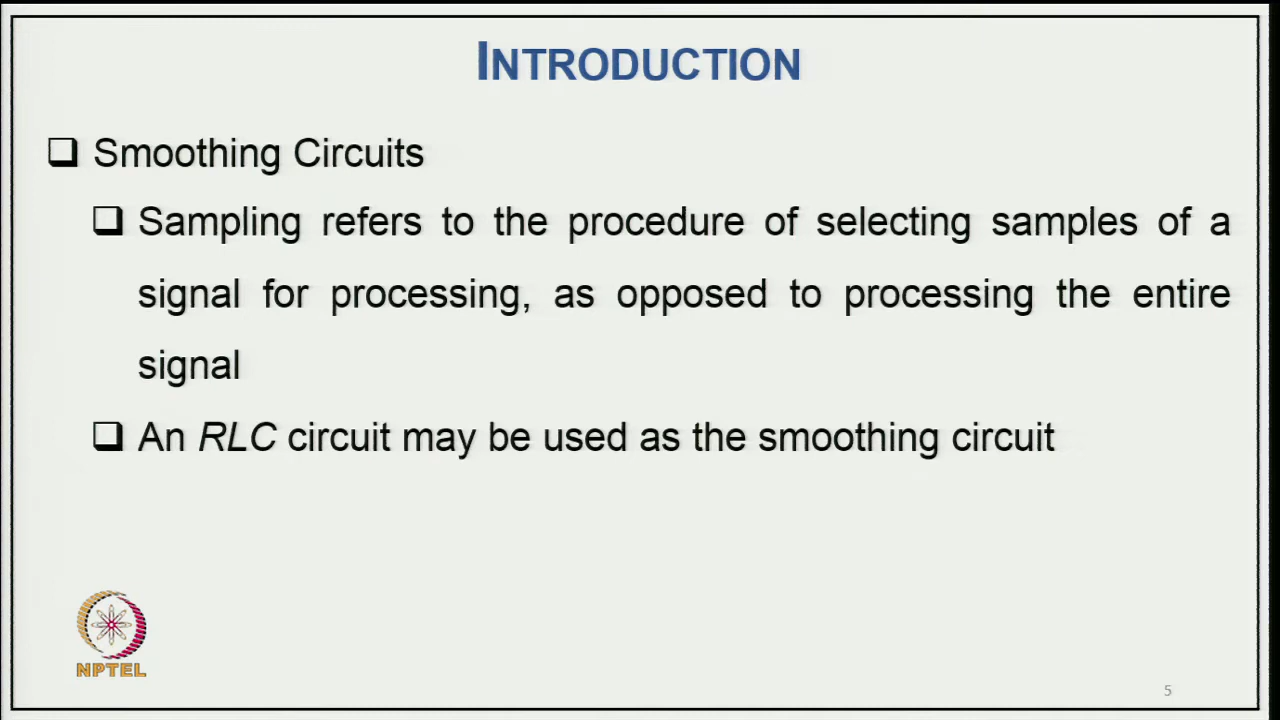 INTRODUCTION
Smoothing Circuits
Sampling refers to the procedure of selecting samples of a
signal for processing, as opposed to processing the entire
signal
An RLC circuit may be used as the smoothing circuit
NPTEL
5